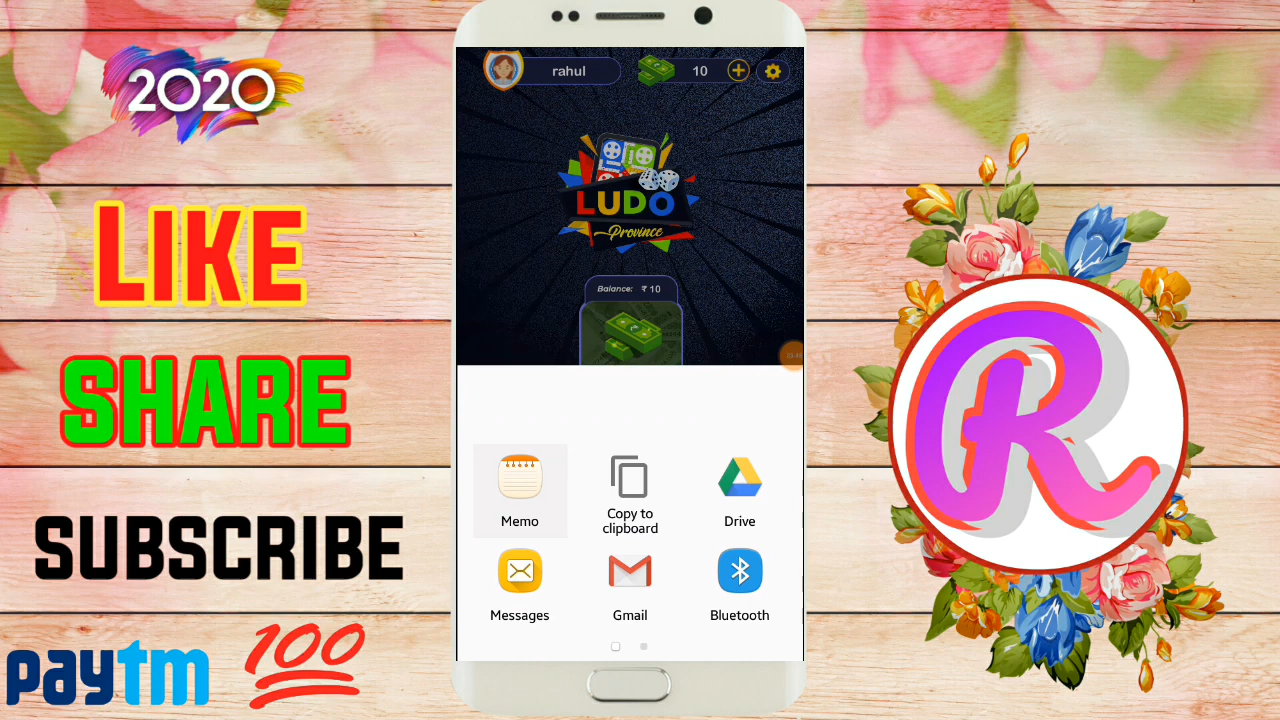 2020
LIKE
SHARE
SUBSCRIBE
paytm
100
rahul
10
LUDO
Province
Balance: ₹ 10
Memo
Copy to
clipboard
Drive
Messages
Gmail
Bluetooth
R